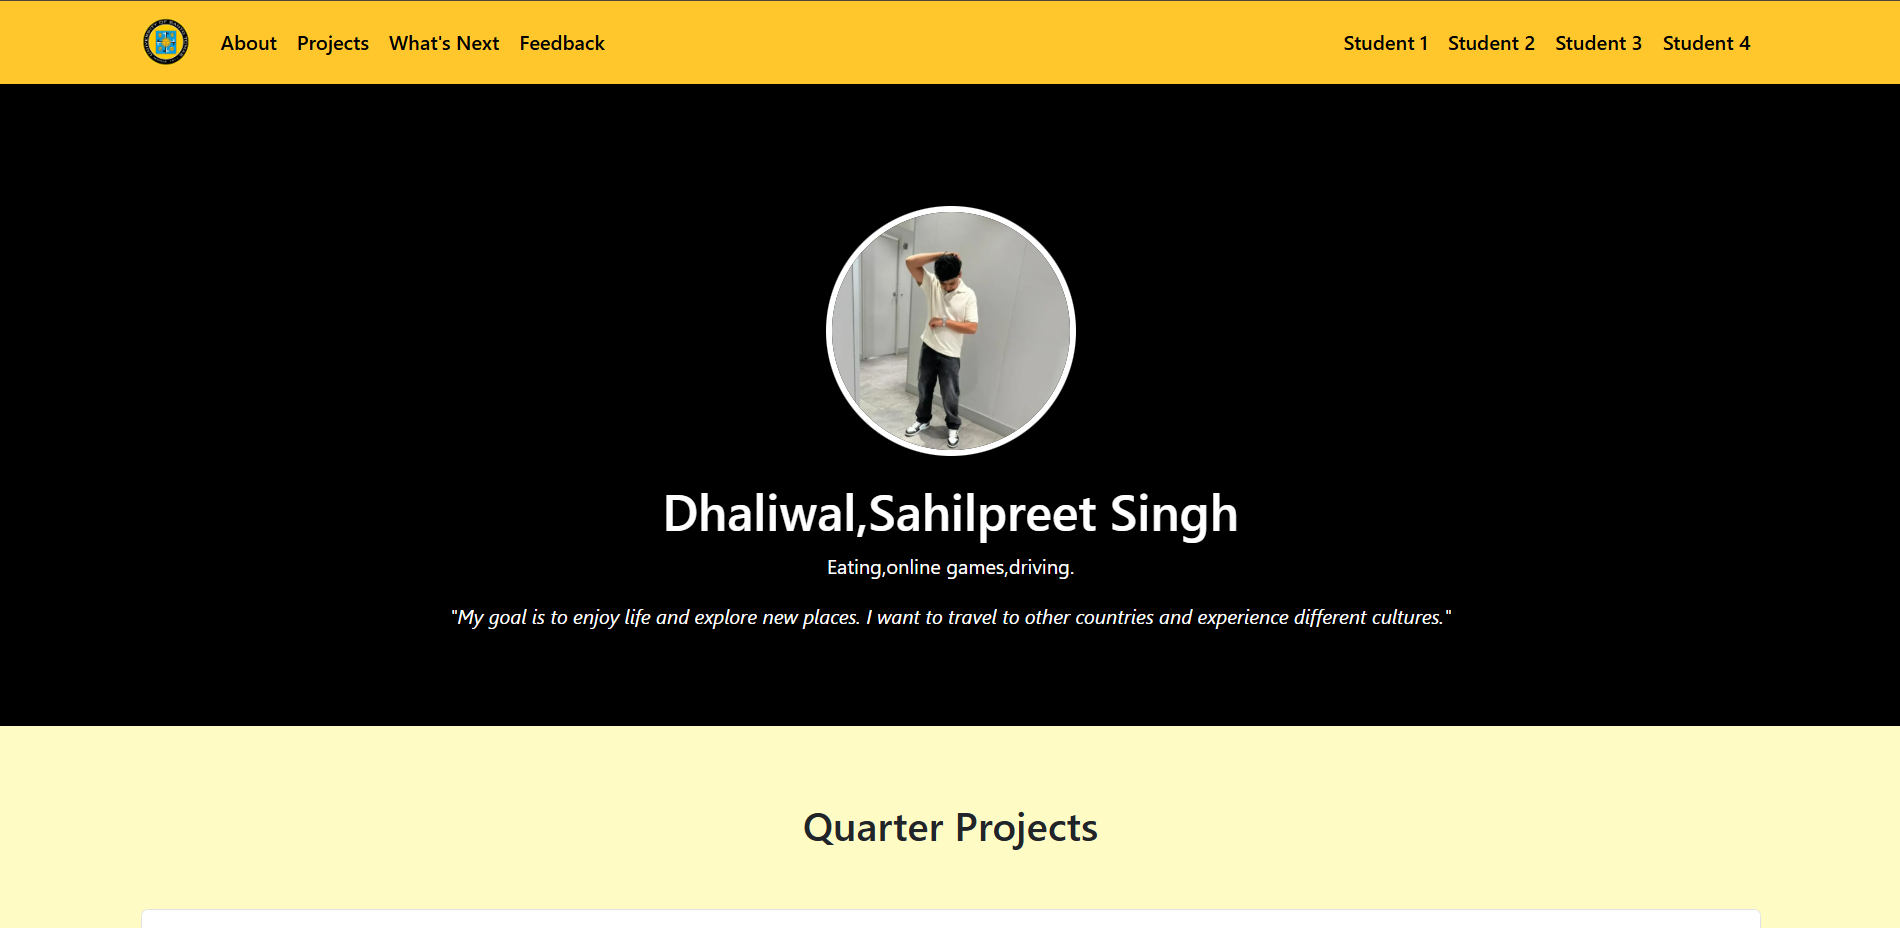 About Projects What's Next Feedback Student 1 Student 2 Student 3 Student 4
Dhaliwal,Sahilpreet Singh
Eating,online games,driving.
"My goal is to enjoy life and explore new places. I want to travel to other countries and experience different cultures."
Quarter Projects